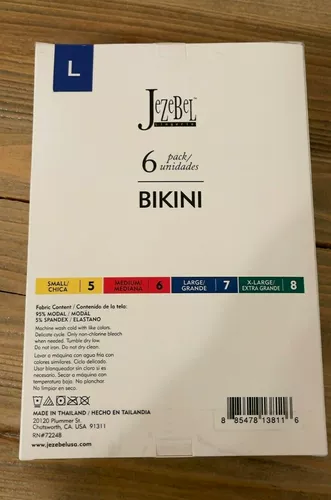 L
JEZEBEL™
LINGERIE
6 pack/
unidades
BIKINI
SMALL/
CHICA 5
MEDIUM/
MEDIANA 6
LARGE/
GRANDE 7
X-LARGE/
EXTRA GRANDE 8
Fabric Content / Contenido de la tela:
95% MODAL / MODÁL
5% SPANDEX / ELASTANO
Machine wash cold with like colors.
Delicate cycle. Only non-chlorine bleach
when needed. Tumble dry low.
Do not iron. Do not dry clean.
Lavar a máquina con agua fria con
colores similares. Ciclo delicado.
Usar blanqueador sin cloro si es
necesario. Secar a máquina con
temperatura baja. No planchar
No limpiar en seco.
MADE IN THAILAND / HECHO EN TAILANDIA
20120 Plummer St.
Chatsworth, CA. USA 91311
RN#72248
www.jezebelusa.com
8 85478 13811 6